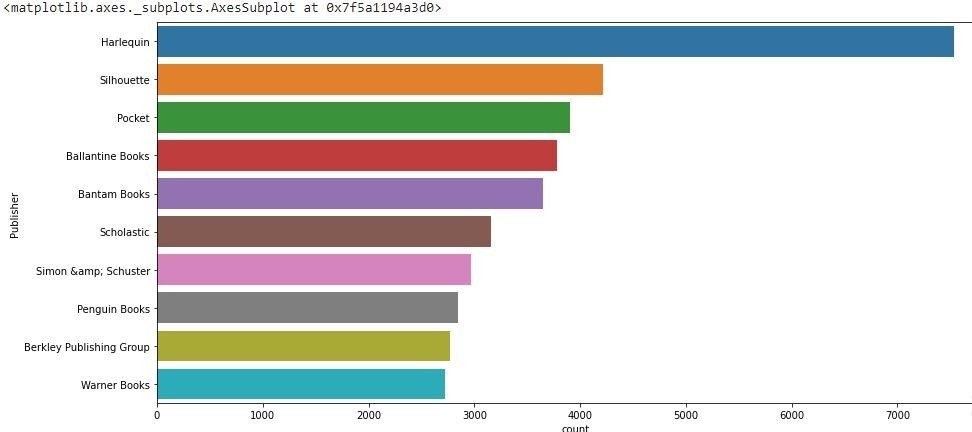 <matplotlib.axes._subplots.AxesSubplot at 0x7f5a1194a3d0>
Harlequin
Silhouette
Pocket
Ballantine Books
Bantam Books
Scholastic
Simon &amp; Schuster
Penguin Books
Berkley Publishing Group
Warner Books
Publisher
0 1000 2000 3000 4000 5000 6000 7000
count